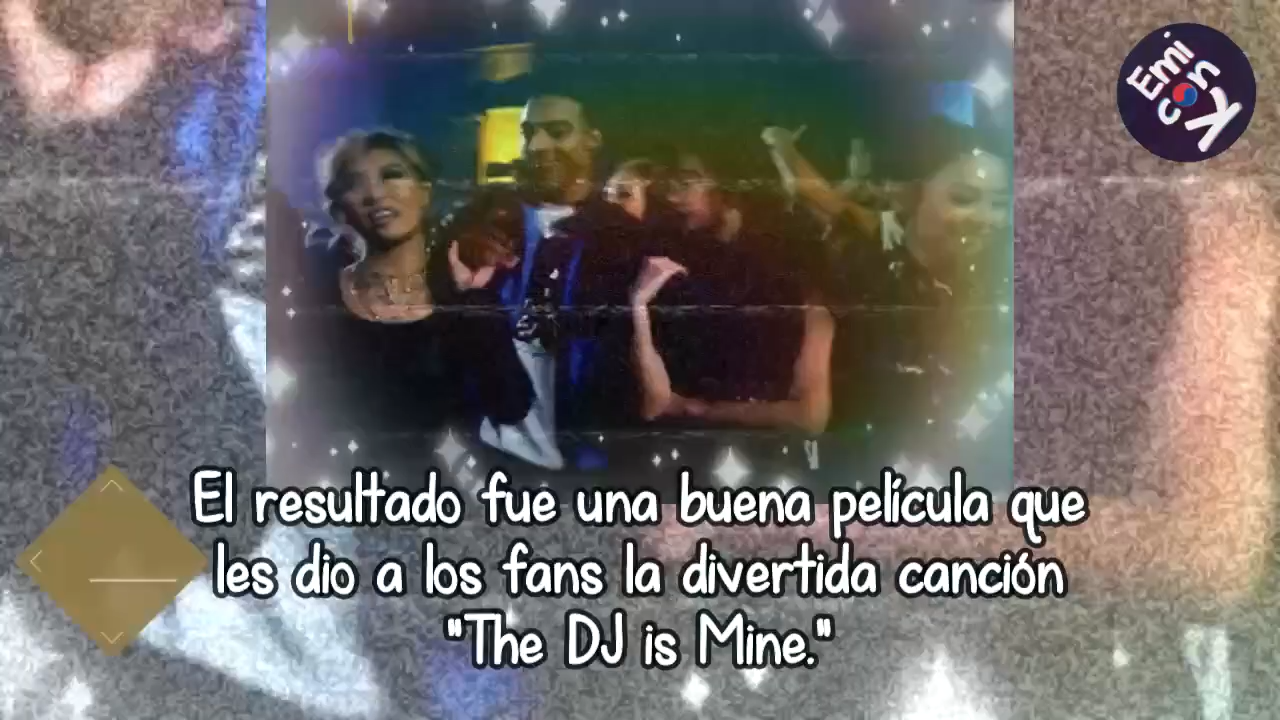 Emi
con
K
El resultado fue una buena película que
les dio a los fans la divertida canción
"The DJ is Mine."